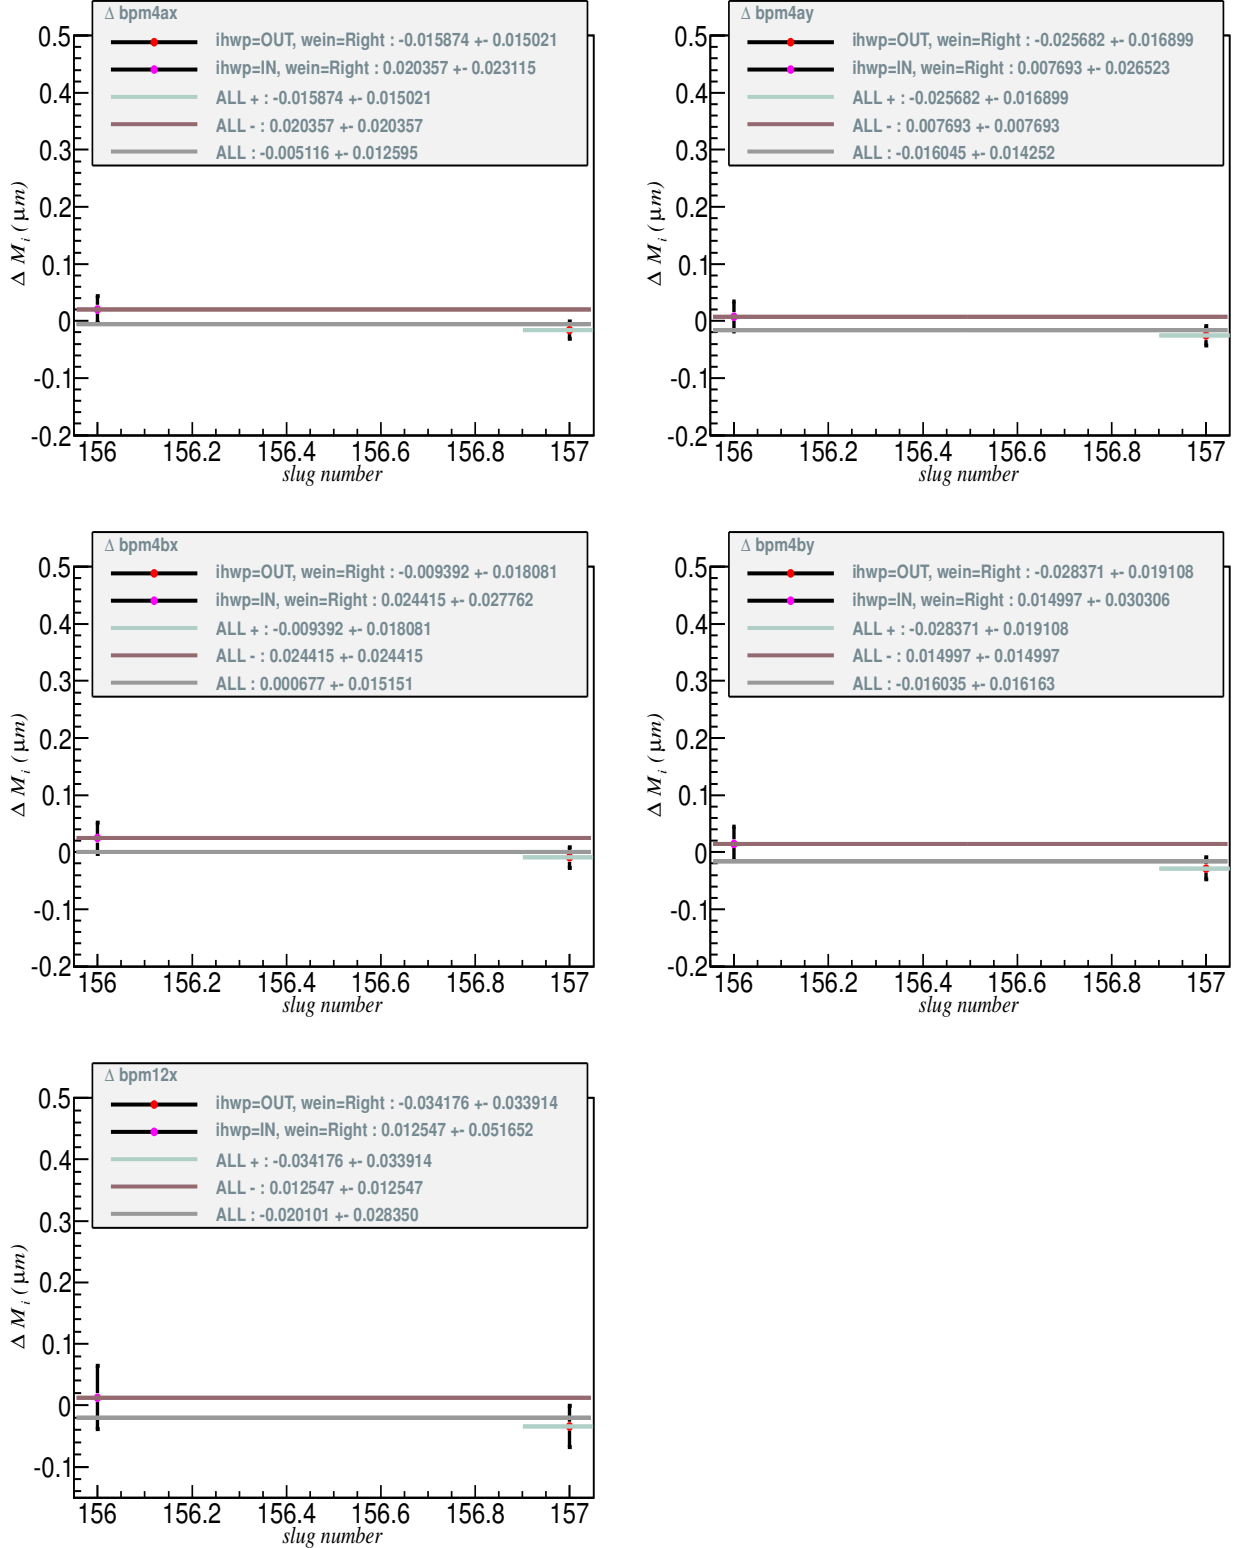 Δ bpm4ax
ihwp=OUT, wein=Right : -0.015874 +- 0.015021
ihwp=IN, wein=Right : 0.020357 +- 0.023115
ALL + : -0.015874 +- 0.015021
ALL - : 0.020357 +- 0.020357
ALL : -0.005116 +- 0.012595
0.5
0.4
0.3
0.2
0.1
0
-0.1
-0.2
Δ M_i (μm)
156 156.2 156.4 156.6 156.8 157
slug number
Δ bpm4ay
ihwp=OUT, wein=Right : -0.025682 +- 0.016899
ihwp=IN, wein=Right : 0.007693 +- 0.026523
ALL + : -0.025682 +- 0.016899
ALL - : 0.007693 +- 0.007693
ALL : -0.016045 +- 0.014252
0.5
0.4
0.3
0.2
0.1
0
-0.1
-0.2
Δ M_i (μm)
156 156.2 156.4 156.6 156.8 157
slug number
Δ bpm4bx
ihwp=OUT, wein=Right : -0.009392 +- 0.018081
ihwp=IN, wein=Right : 0.024415 +- 0.027762
ALL + : -0.009392 +- 0.018081
ALL - : 0.024415 +- 0.024415
ALL : 0.000677 +- 0.015151
0.5
0.4
0.3
0.2
0.1
0
-0.1
-0.2
Δ M_i (μm)
156 156.2 156.4 156.6 156.8 157
slug number
Δ bpm4by
ihwp=OUT, wein=Right : -0.028371 +- 0.019108
ihwp=IN, wein=Right : 0.014997 +- 0.030306
ALL + : -0.028371 +- 0.019108
ALL - : 0.014997 +- 0.014997
ALL : -0.016035 +- 0.016163
0.5
0.4
0.3
0.2
0.1
0
-0.1
-0.2
Δ M_i (μm)
156 156.2 156.4 156.6 156.8 157
slug number
Δ bpm12x
ihwp=OUT, wein=Right : -0.034176 +- 0.033914
ihwp=IN, wein=Right : 0.012547 +- 0.051652
ALL + : -0.034176 +- 0.033914
ALL - : 0.012547 +- 0.012547
ALL : -0.020101 +- 0.028350
0.5
0.4
0.3
0.2
0.1
0
-0.1
Δ M_i (μm)
156 156.2 156.4 156.6 156.8 157
slug number